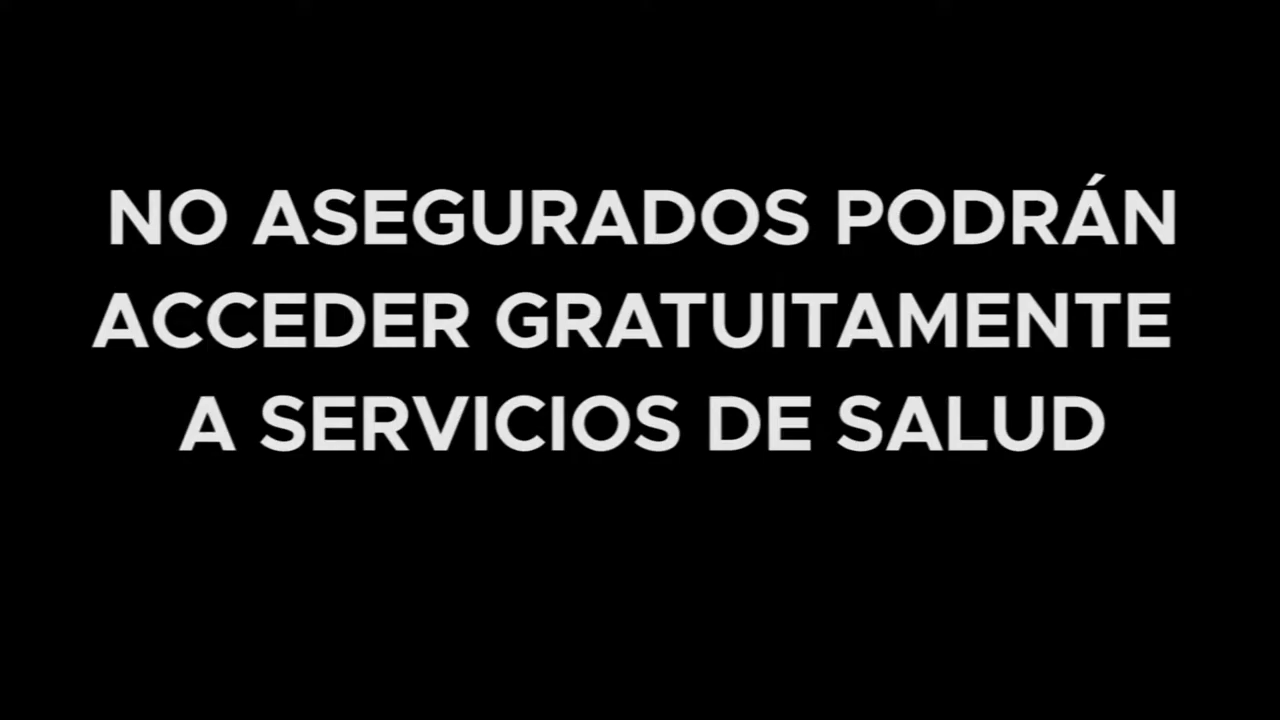 NO ASEGURADOS PODRÁN
ACCEDER GRATUITAMENTE
A SERVICIOS DE SALUD